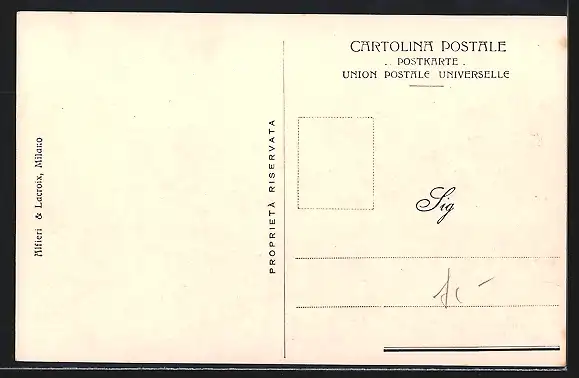 Alfieri & Lacroix, Milano
PROPRIETÀ RISERVATA
CARTOLINA POSTALE
. POSTKARTE .
UNION POSTALE UNIVERSELLE
Sig